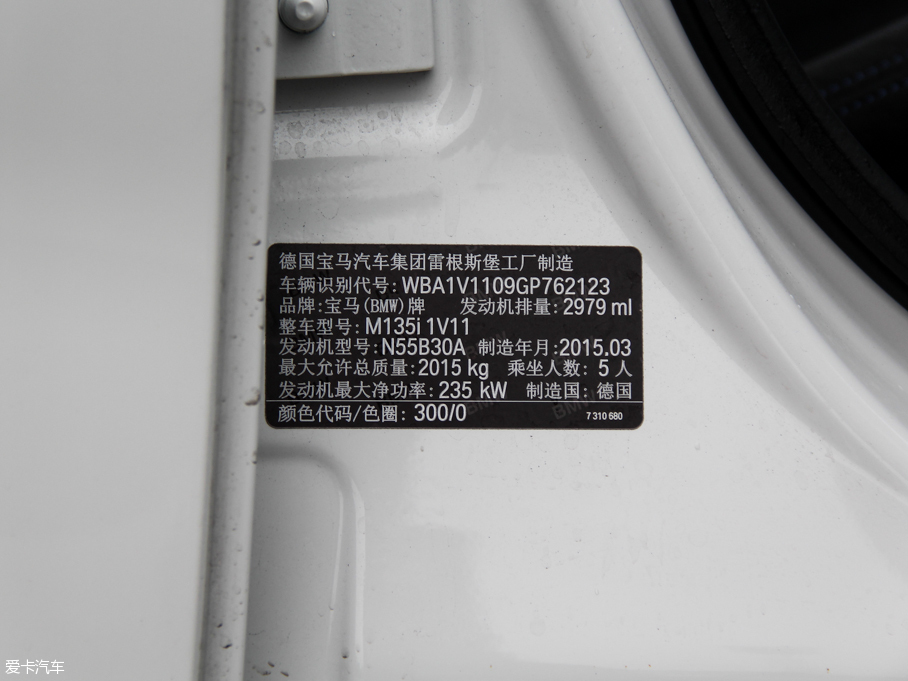 德国宝马汽车集团雷根斯堡工厂制造
车辆识别代号: WBA1V1109GP762123
品牌:宝马(BMW)牌 发动机排量: 2979 ml
整车型号: M135i 1V11
发动机型号: N55B30A 制造年月: 2015.03
最大允许总质量: 2015 kg 乘坐人数: 5 人
发动机最大净功率: 235 kW 制造国: 德国
颜色代码/色圈: 300/0 7 310 680
爱卡汽车